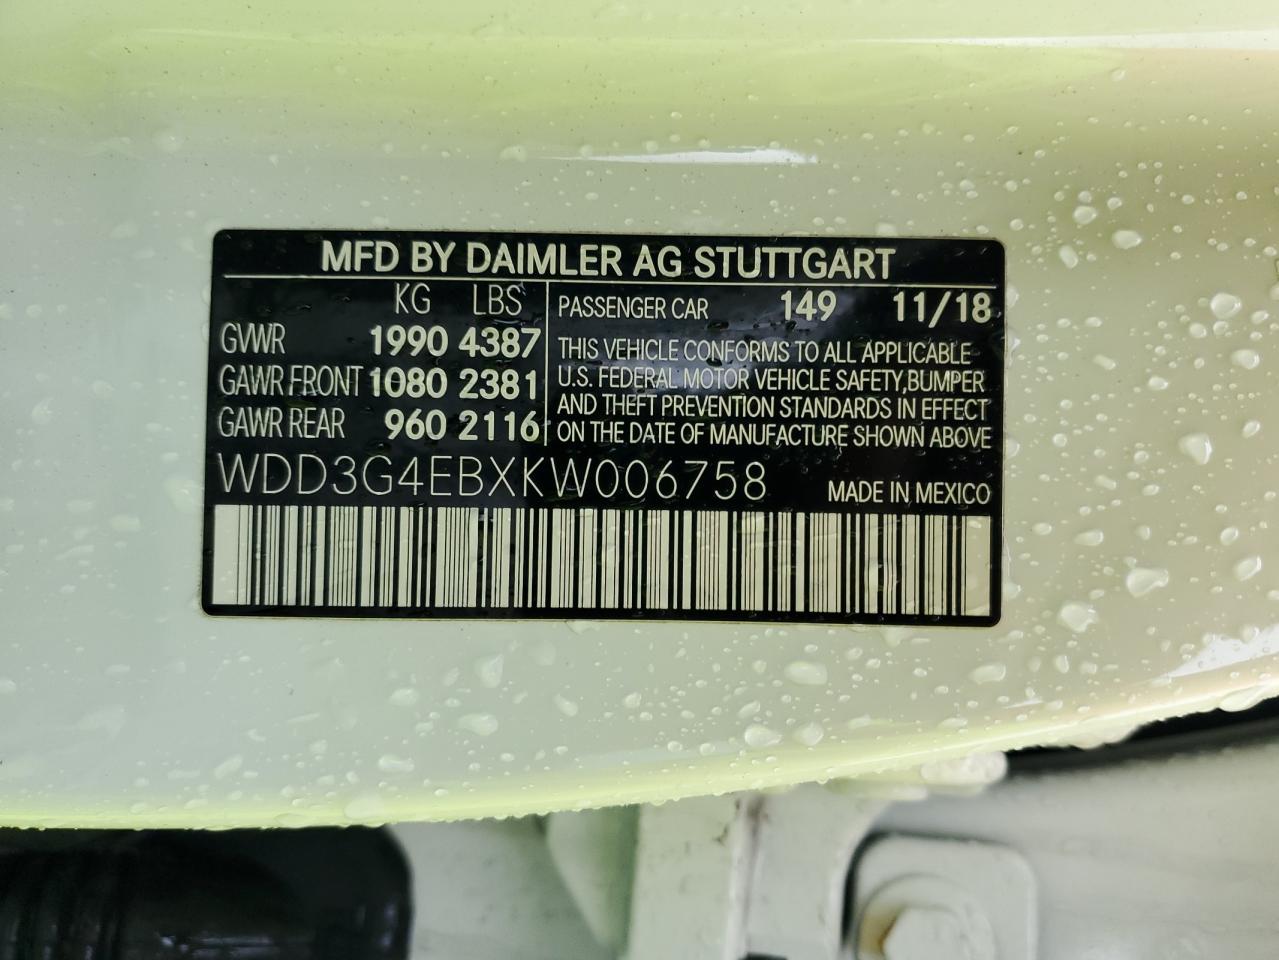 MFD BY DAIMLER AG STUTTGART
KG LBS
GVWR 1990 4387
GAWR FRONT 1080 2381
GAWR REAR 960 2116
PASSENGER CAR 149 11/18
THIS VEHICLE CONFORMS TO ALL APPLICABLE
U.S. FEDERAL MOTOR VEHICLE SAFETY, BUMPER
AND THEFT PREVENTION STANDARDS IN EFFECT
ON THE DATE OF MANUFACTURE SHOWN ABOVE
WDD3G4EBXKW006758
MADE IN MEXICO